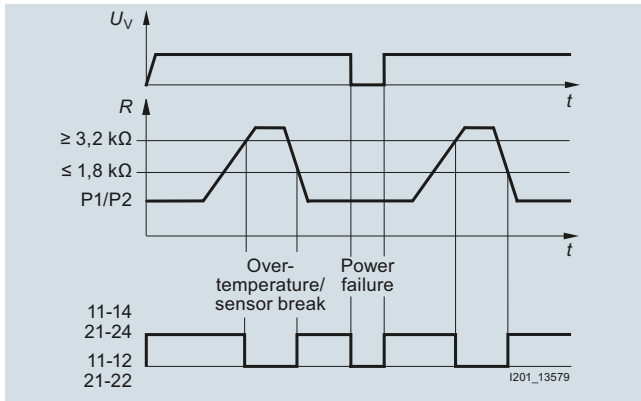 UV
t
R
≥ 3,2 kΩ
≤ 1,8 kΩ
P1/P2
t
Over-
temperature/
sensor break
Power
failure
11-14
21-24
11-12
21-22
I201_13579